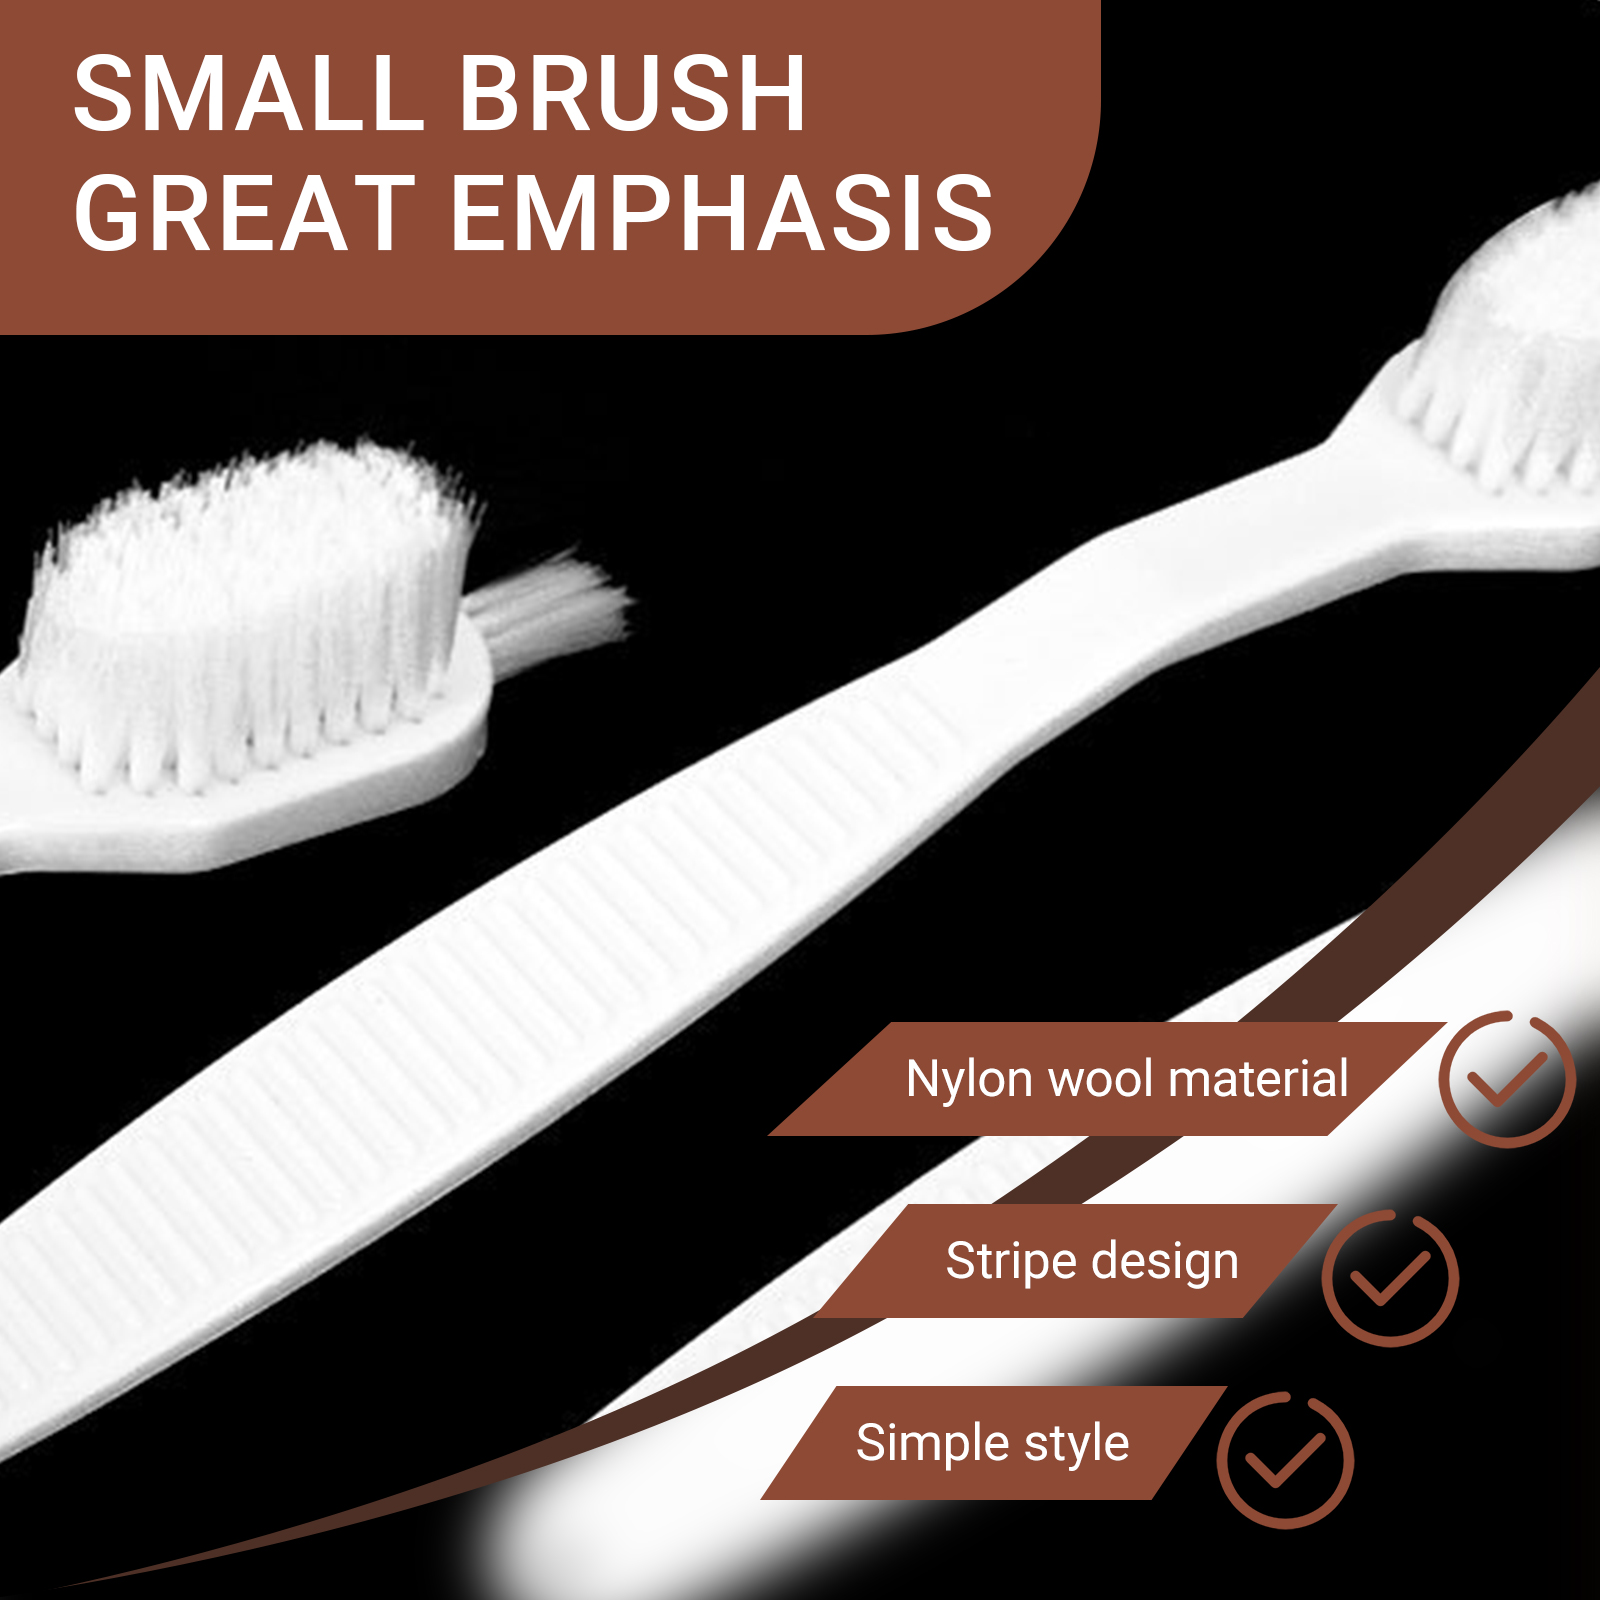 SMALL BRUSH
GREAT EMPHASIS
Nylon wool material
Stripe design
Simple style